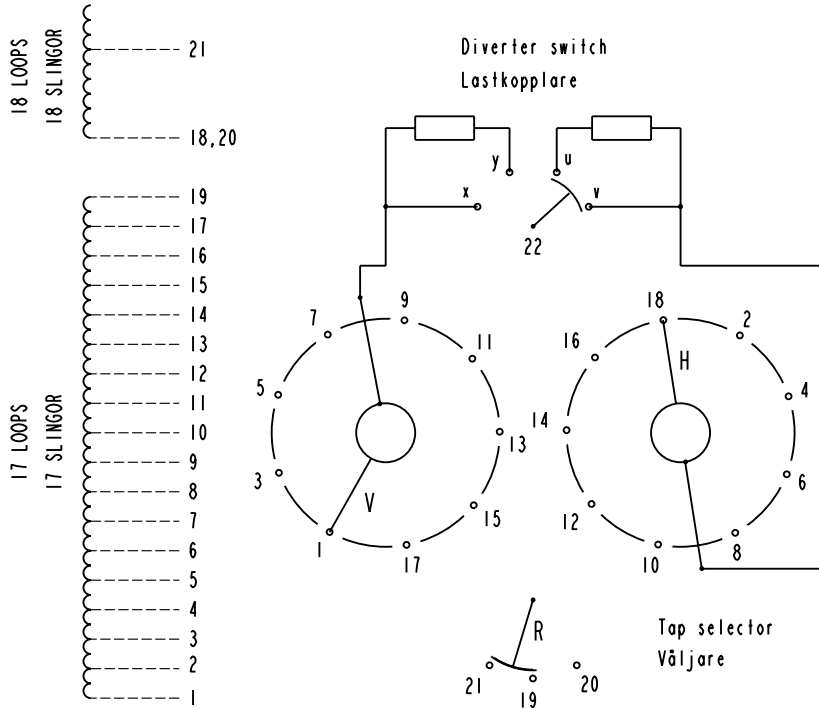 18 LOOPS
18 SLINGOR
21
18,20
17 LOOPS
17 SLINGOR
19
17
16
15
14
13
12
11
10
9
8
7
6
5
4
3
2
1
Diverter switch
Lastkopplare
y
u
x
v
22
7
9
11
5
13
3
V
15
1
17
18
2
16
H
4
14
6
12
10
8
R
21
19
20
Tap selector
Väljare